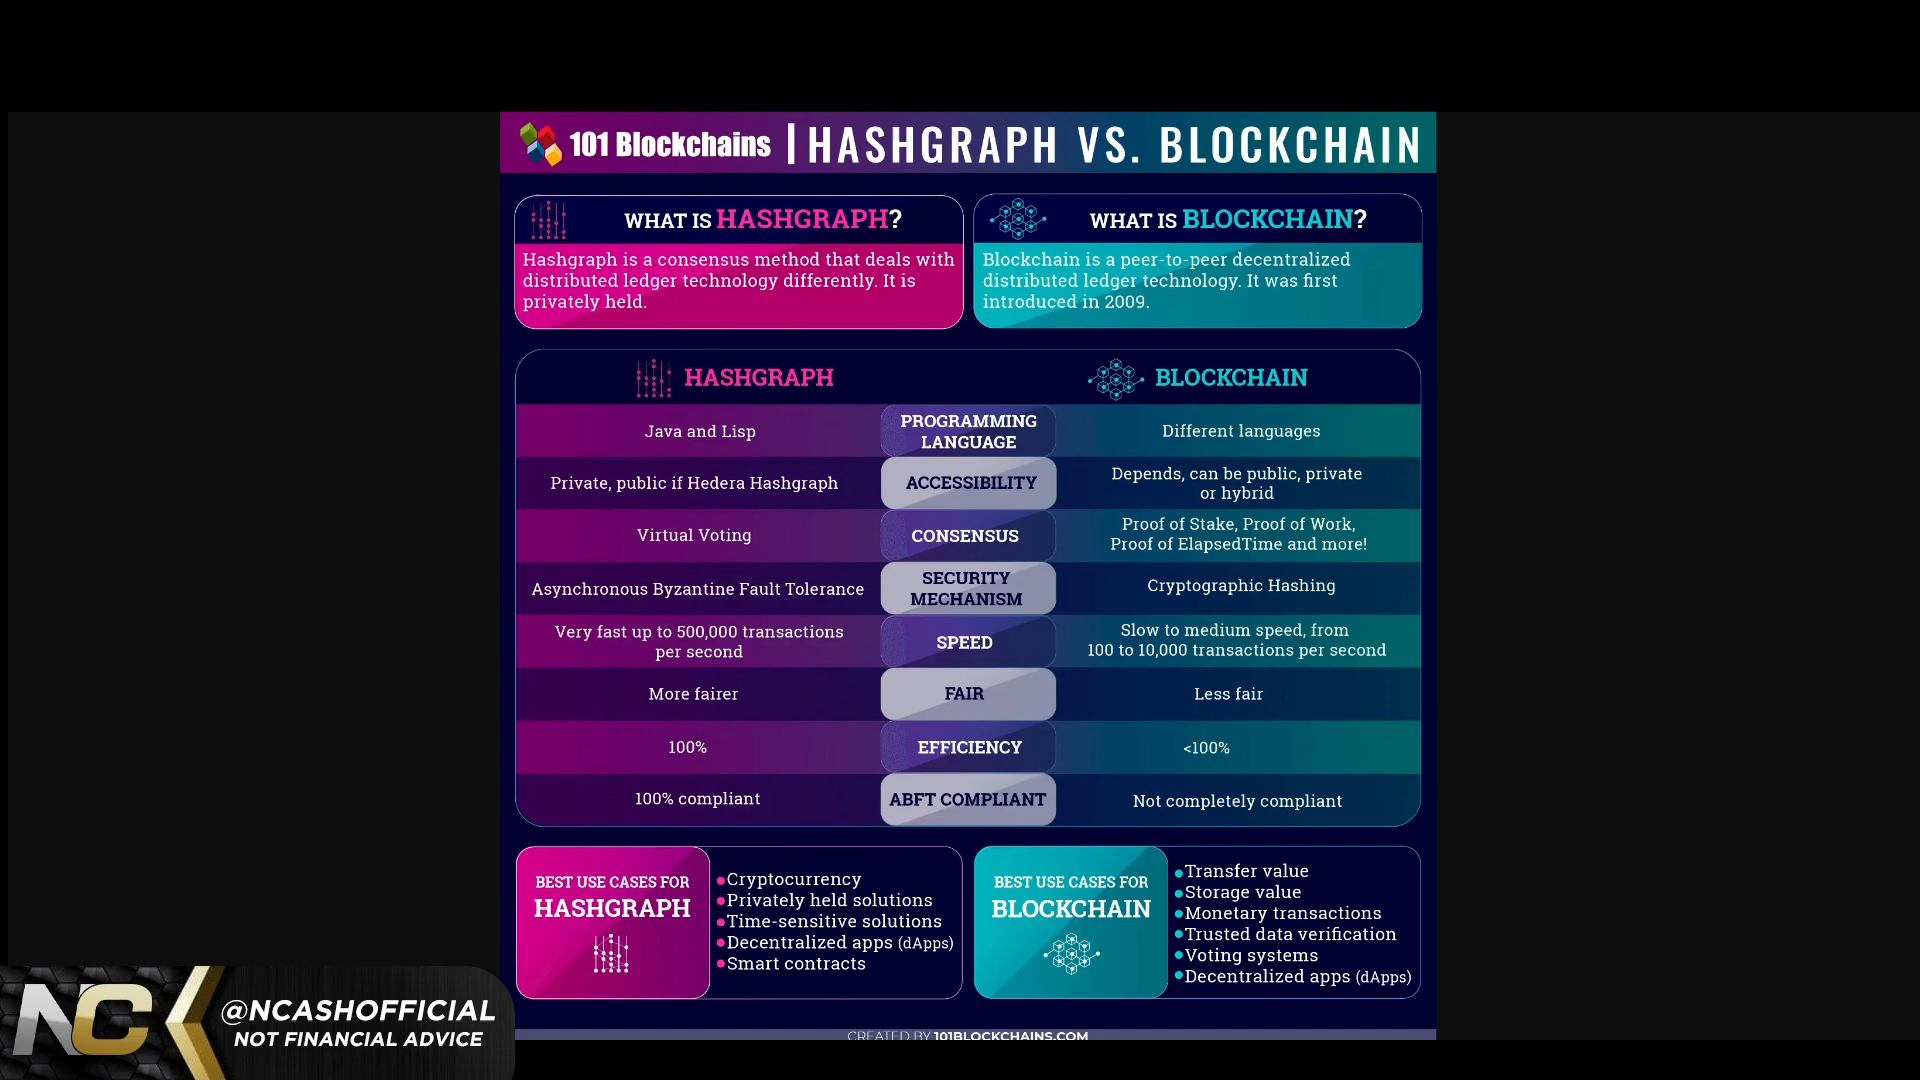 101 Blockchains | HASHGRAPH VS. BLOCKCHAIN
WHAT IS HASHGRAPH?
Hashgraph is a consensus method that deals with
distributed ledger technology differently. It is
privately held.
WHAT IS BLOCKCHAIN?
Blockchain is a peer-to-peer decentralized
distributed ledger technology. It was first
introduced in 2009.
HASHGRAPH
BLOCKCHAIN
Java and Lisp
PROGRAMMING
LANGUAGE
Different languages
Private, public if Hedera Hashgraph
ACCESSIBILITY
Depends, can be public, private
or hybrid
Virtual Voting
CONSENSUS
Proof of Stake, Proof of Work,
Proof of ElapsedTime and more!
Asynchronous Byzantine Fault Tolerance
SECURITY
MECHANISM
Cryptographic Hashing
Very fast up to 500,000 transactions
per second
SPEED
Slow to medium speed, from
100 to 10,000 transactions per second
More fairer
FAIR
Less fair
100%
EFFICIENCY
<100%
100% compliant
ABFT COMPLIANT
Not completely compliant
BEST USE CASES FOR
HASHGRAPH
•Cryptocurrency
•Privately held solutions
•Time-sensitive solutions
•Decentralized apps (dApps)
•Smart contracts
BEST USE CASES FOR
BLOCKCHAIN
•Transfer value
•Storage value
•Monetary transactions
•Trusted data verification
•Voting systems
•Decentralized apps (dApps)
CREATED BY 101BLOCKCHAINS.COM
NC
@NCASHOFFICIAL
NOT FINANCIAL ADVICE